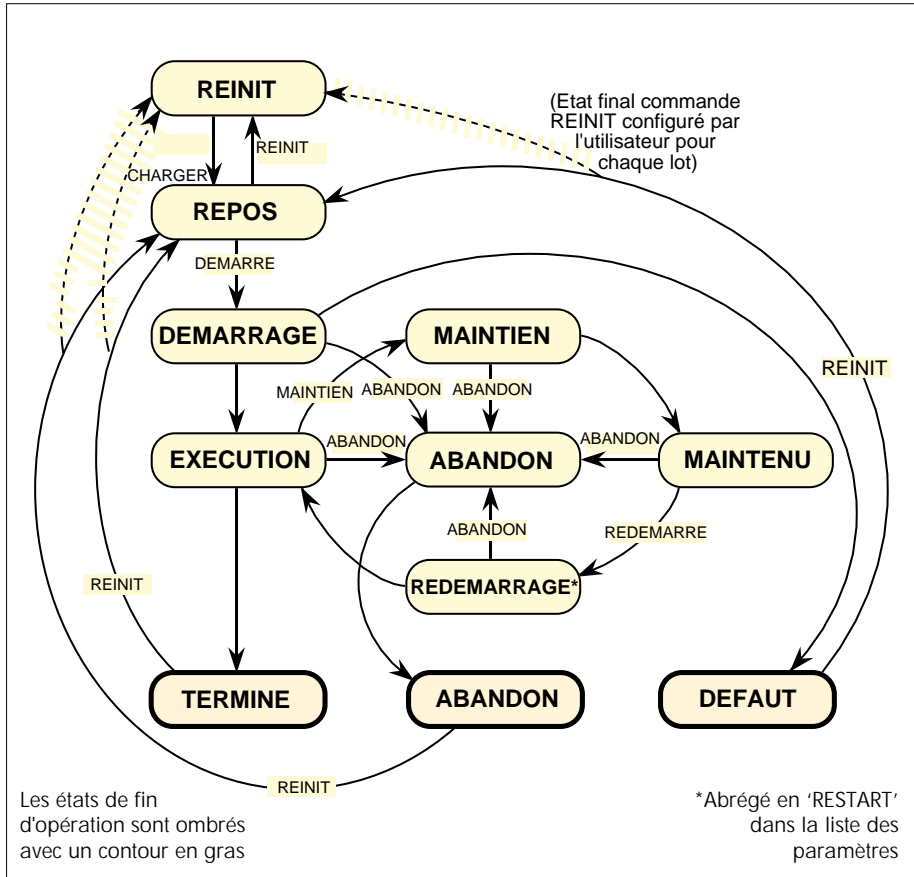 REINIT
(Etat final commande
REINIT configuré par
l'utilisateur pour
chaque lot)
REINIT
CHARGER
REPOS
DEMARRE
DEMARRAGE
MAINTIEN
REINIT
MAINTIEN
ABANDON
ABANDON
ABANDON
ABANDON
EXECUTION
ABANDON
MAINTENU
ABANDON
REDEMARRE
REDEMARRAGE*
REINIT
TERMINE
ABANDON
DEFAUT
REINIT
Les états de fin
d'opération sont ombrés
avec un contour en gras
*Abrégé en ‘RESTART’
dans la liste des
paramètres